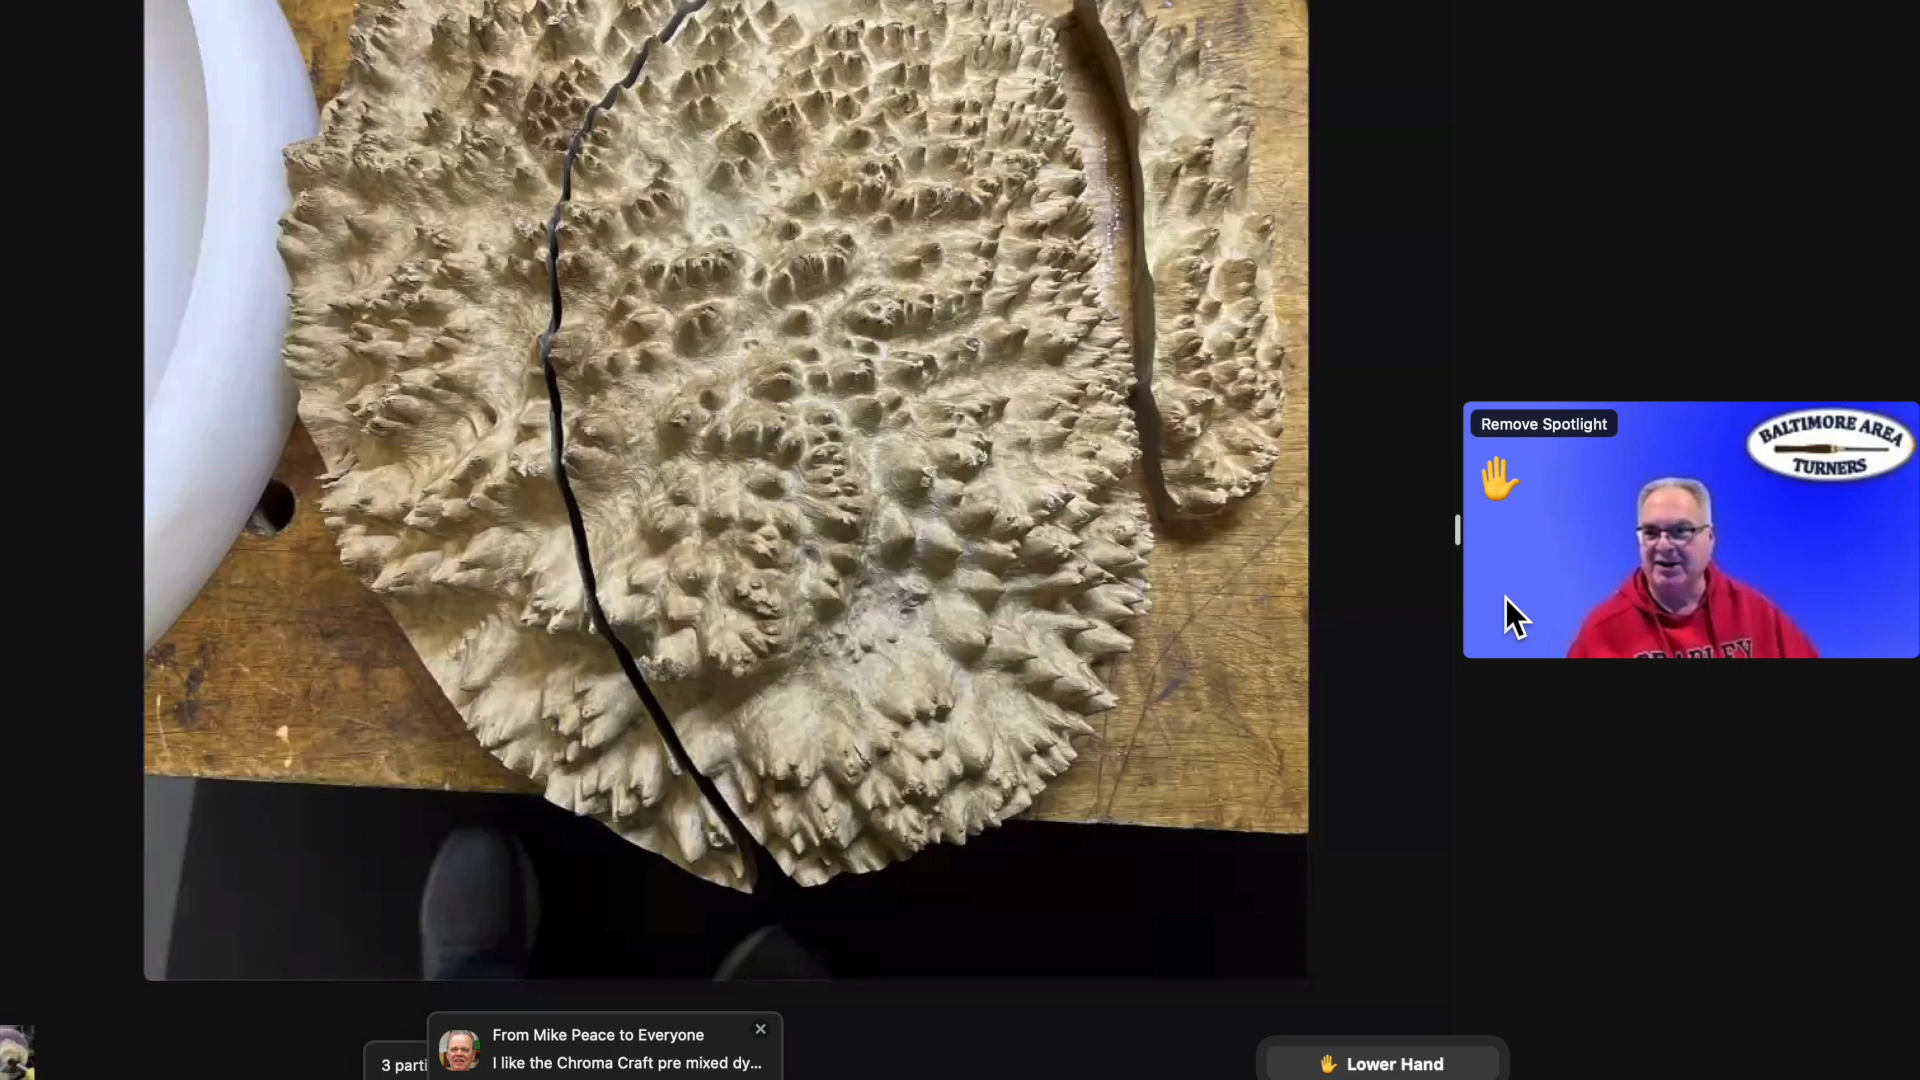 Remove Spotlight
BALTIMORE AREA
TURNERS
From Mike Peace to Everyone
I like the Chroma Craft pre mixed dy...
3 parti
Lower Hand